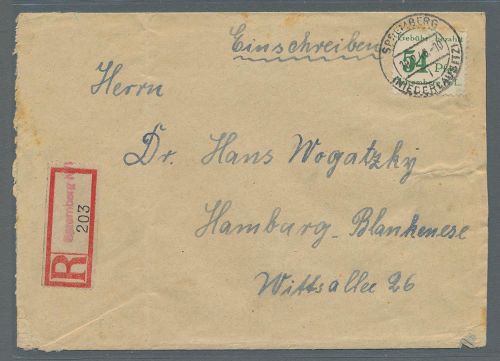 Einschreiben
SPREMBERG
(NIEDERLAUSITZ)
Gebühr bezahlt
54
Herrn
Dr. Hans Wogatzky
Hamburg-Blankenese
Wittsallee 26
R
203